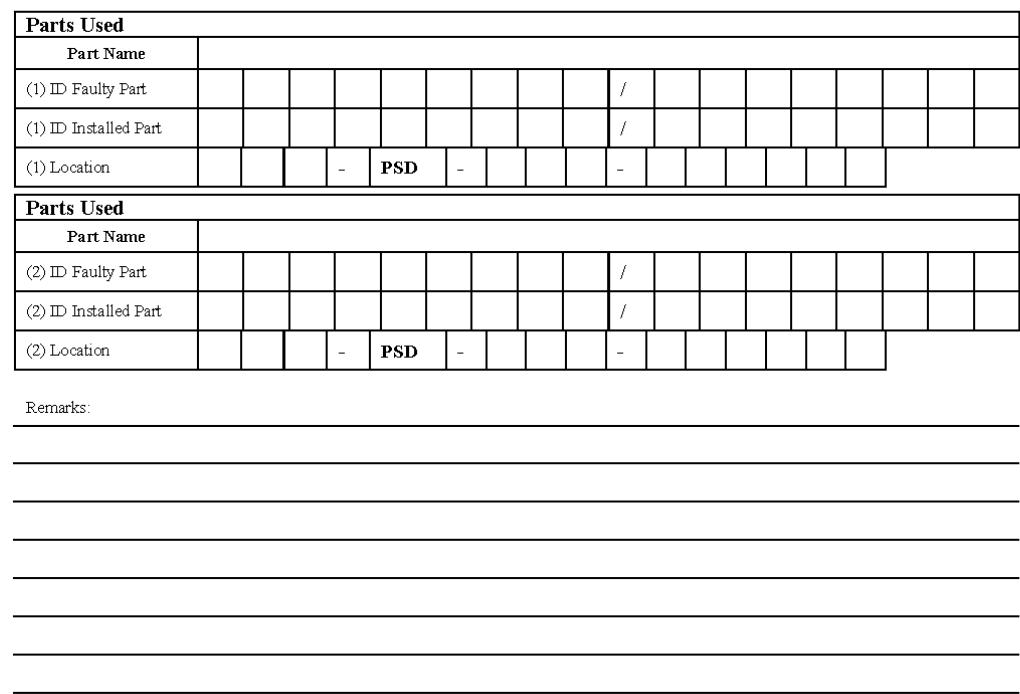 Parts Used
Part Name
(1) ID Faulty Part /
(1) ID Installed Part /
(1) Location - PSD - -
Parts Used
Part Name
(2) ID Faulty Part /
(2) ID Installed Part /
(2) Location - PSD - -
Remarks: